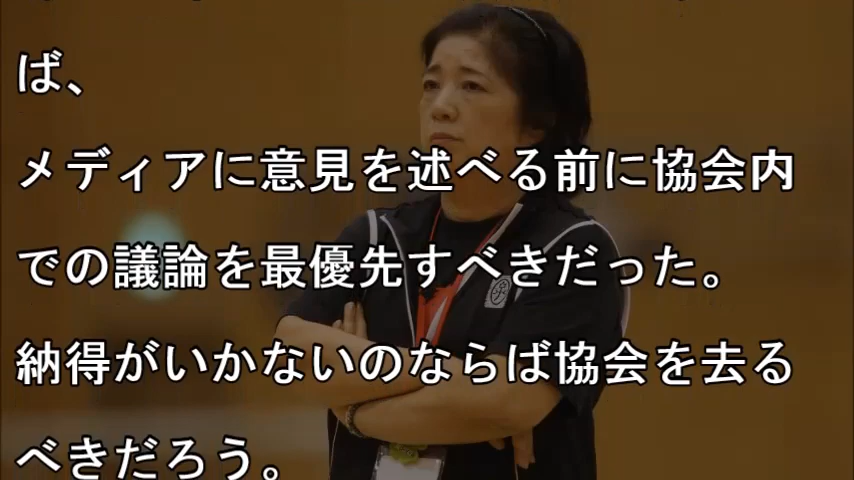 ば、
メディアに意見を述べる前に協会内
での議論を最優先すべきだった。
納得がいかないのならば協会を去る
べきだろう。